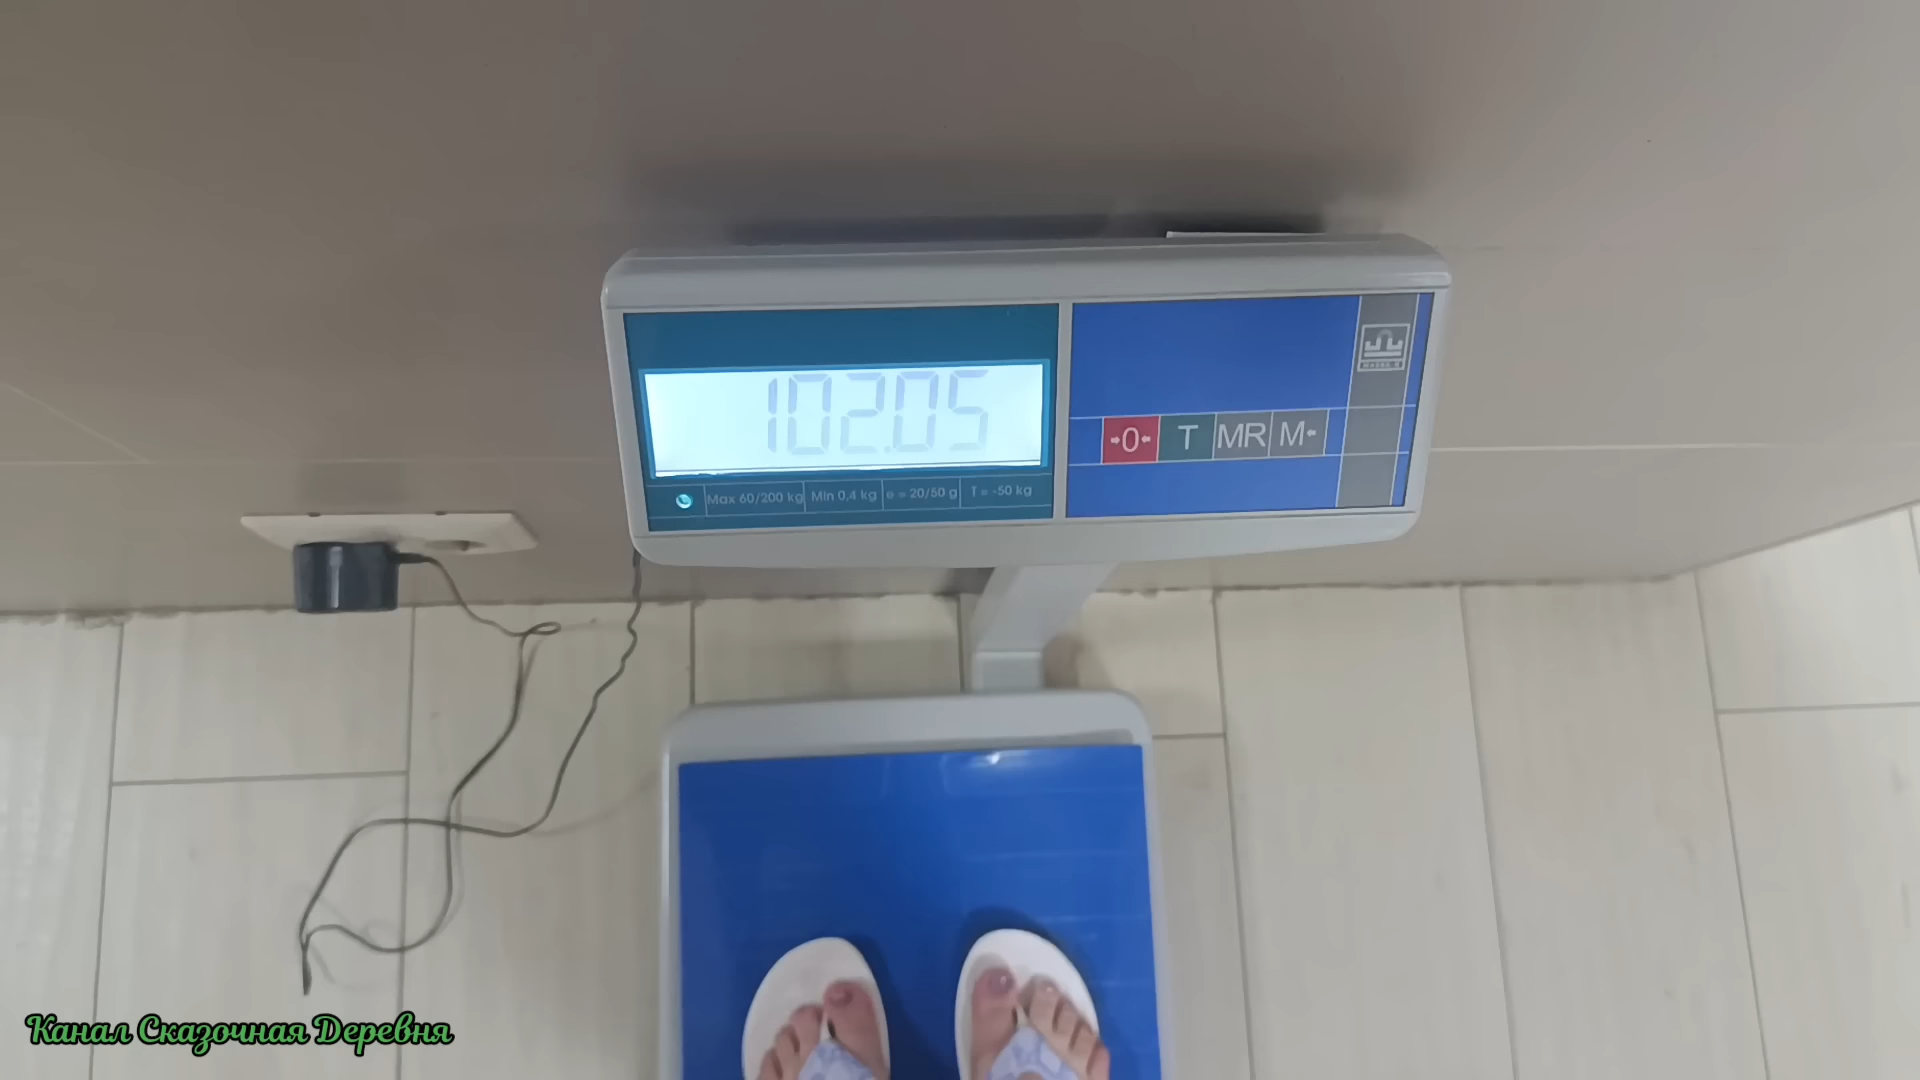 102.05
Max 60/200 kg Min 0,4 kg e = 20/50 g T = -50 kg
→0← T MR M←
Канал Сказочная Деревня